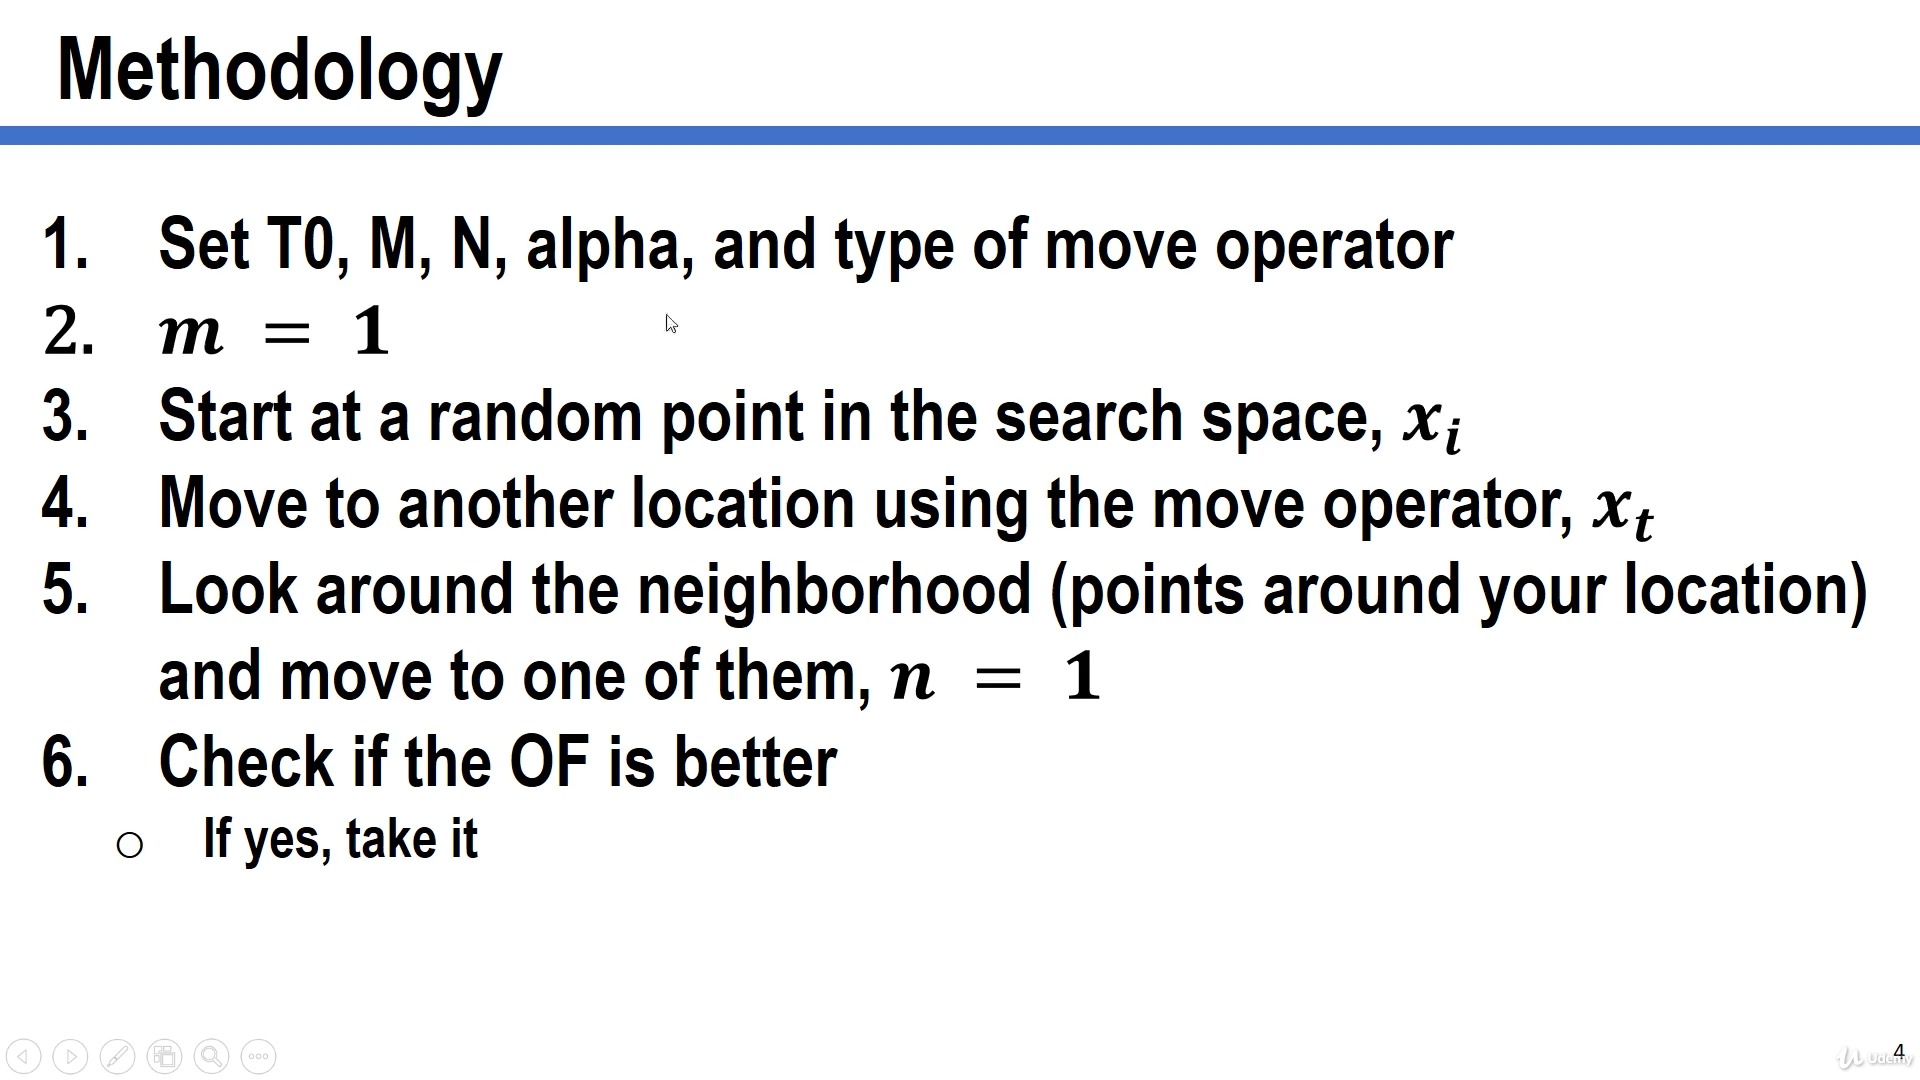 Methodology
1. Set T0, M, N, alpha, and type of move operator
2. m = 1
3. Start at a random point in the search space, xᵢ
4. Move to another location using the move operator, xₜ
5. Look around the neighborhood (points around your location)
and move to one of them, n = 1
6. Check if the OF is better
○ If yes, take it
4
Udemy